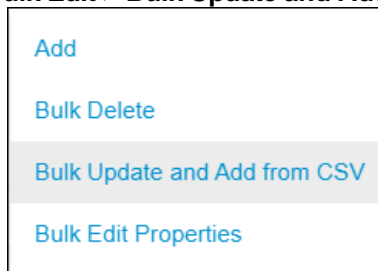 Add
Bulk Delete
Bulk Update and Add from CSV
Bulk Edit Properties